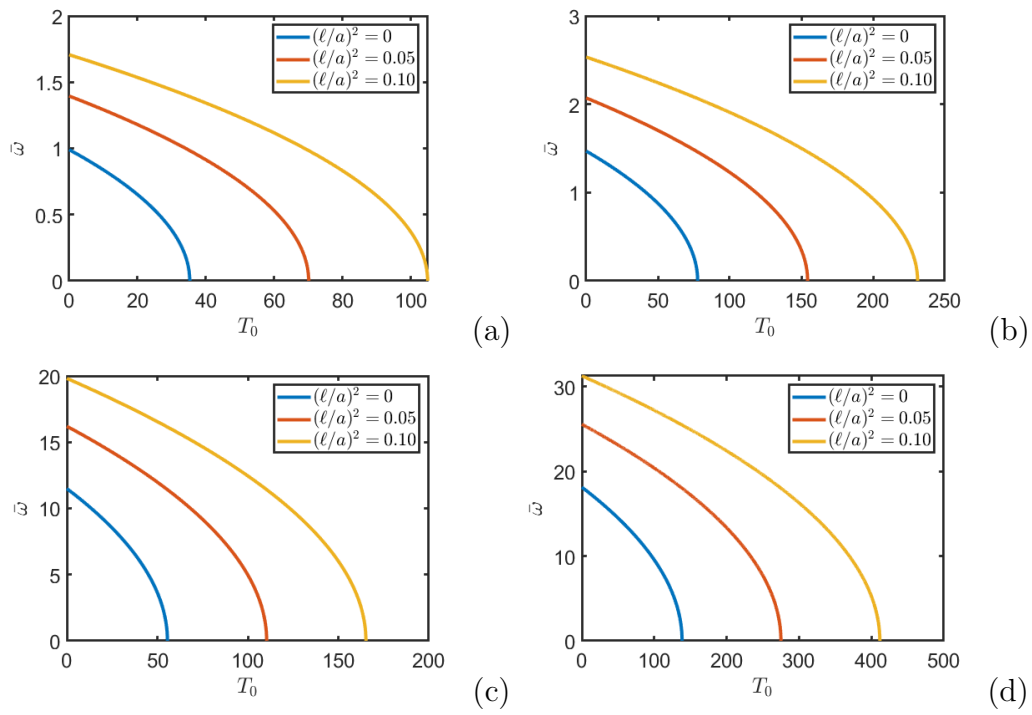 2
1.5
1
0.5
0
ω̄
0 20 40 60 80 100
T₀
(ℓ/a)² = 0
(ℓ/a)² = 0.05
(ℓ/a)² = 0.10
(a)
3
2
1
0
ω̄
0 50 100 150 200 250
T₀
(ℓ/a)² = 0
(ℓ/a)² = 0.05
(ℓ/a)² = 0.10
(b)
20
15
10
5
0
ω̄
0 50 100 150 200
T₀
(ℓ/a)² = 0
(ℓ/a)² = 0.05
(ℓ/a)² = 0.10
(c)
30
20
10
0
ω̄
0 100 200 300 400 500
T₀
(ℓ/a)² = 0
(ℓ/a)² = 0.05
(ℓ/a)² = 0.10
(d)